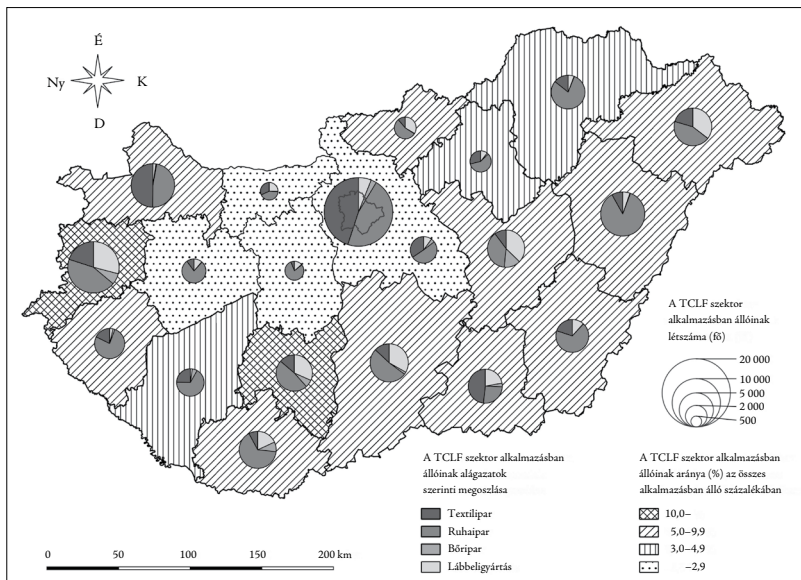 É
Ny
K
D
A TCLF szektor
alkalmazásban állóinak
létszáma (fő)
20 000
10 000
5 000
2 000
500
A TCLF szektor alkalmazásban
állóinak alágazatok
szerinti megoszlása
Textilipar
Ruhaipar
Bőripar
Lábbeligyártás
A TCLF szektor alkalmazásban
állóinak aránya (%) az összes
alkalmazásban álló százalékában
10,0–
5,0–9,9
3,0–4,9
–2,9
0 50 100 150 200 km